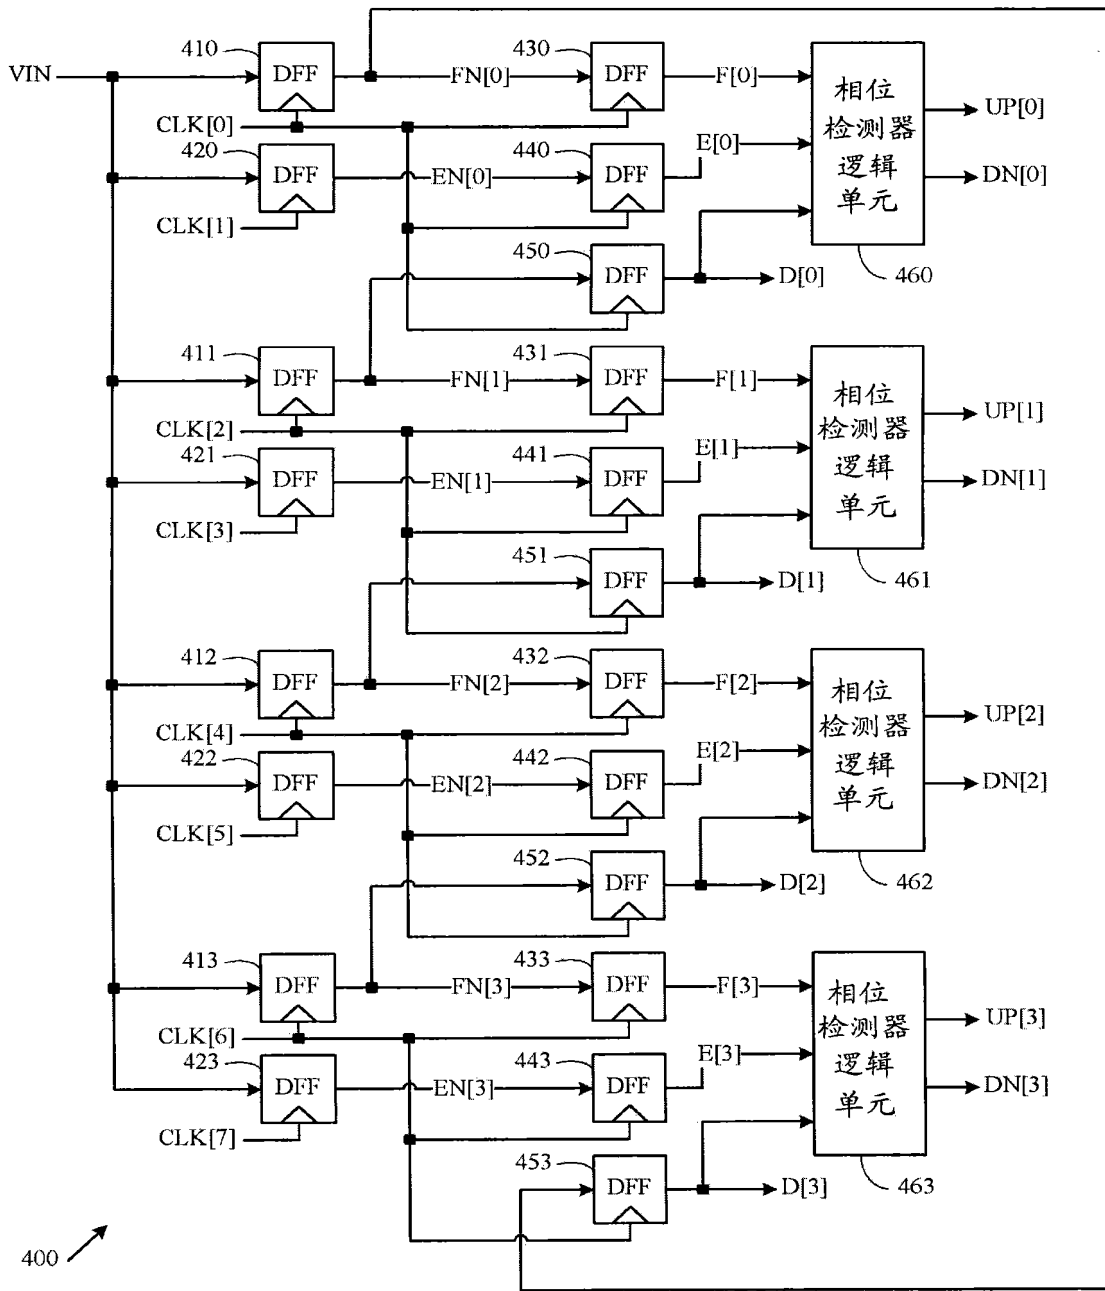 410
430
VIN
DFF
FN[0]
DFF
F[0]
相位
检测器
逻辑
单元
UP[0]
CLK[0]
420
440
E[0]
DFF
EN[0]
DFF
DN[0]
CLK[1]
450
DFF
D[0]
460
411
431
DFF
FN[1]
DFF
F[1]
相位
检测器
逻辑
单元
UP[1]
CLK[2]
421
441
E[1]
DFF
EN[1]
DFF
DN[1]
CLK[3]
451
DFF
D[1]
461
412
432
DFF
FN[2]
DFF
F[2]
相位
检测器
逻辑
单元
UP[2]
CLK[4]
422
442
E[2]
DFF
EN[2]
DFF
DN[2]
CLK[5]
452
DFF
D[2]
462
413
433
DFF
FN[3]
DFF
F[3]
相位
检测器
逻辑
单元
UP[3]
CLK[6]
423
443
E[3]
DFF
EN[3]
DFF
DN[3]
CLK[7]
453
DFF
D[3]
463
400